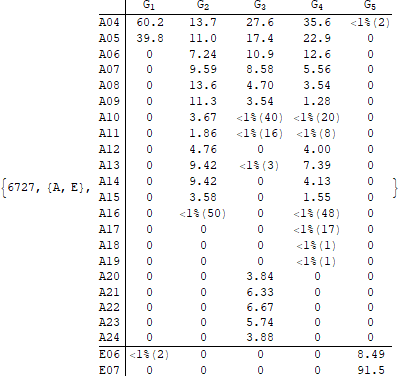 G1 G2 G3 G4 G5
A04 60.2 13.7 27.6 35.6 <1%(2)
A05 39.8 11.0 17.4 22.9 0
A06 0 7.24 10.9 12.6 0
A07 0 9.59 8.58 5.56 0
A08 0 13.6 4.70 3.54 0
A09 0 11.3 3.54 1.28 0
A10 0 3.67 <1%(40) <1%(20) 0
A11 0 1.86 <1%(16) <1%(8) 0
A12 0 4.76 0 4.00 0
A13 0 9.42 <1%(3) 7.39 0
{6727, {A, E}, A14 0 9.42 0 4.13 0 }
A15 0 3.58 0 1.55 0
A16 0 <1%(50) 0 <1%(48) 0
A17 0 0 0 <1%(17) 0
A18 0 0 0 <1%(1) 0
A19 0 0 0 <1%(1) 0
A20 0 0 3.84 0 0
A21 0 0 6.33 0 0
A22 0 0 6.67 0 0
A23 0 0 5.74 0 0
A24 0 0 3.88 0 0
E06 <1%(2) 0 0 0 8.49
E07 0 0 0 0 91.5